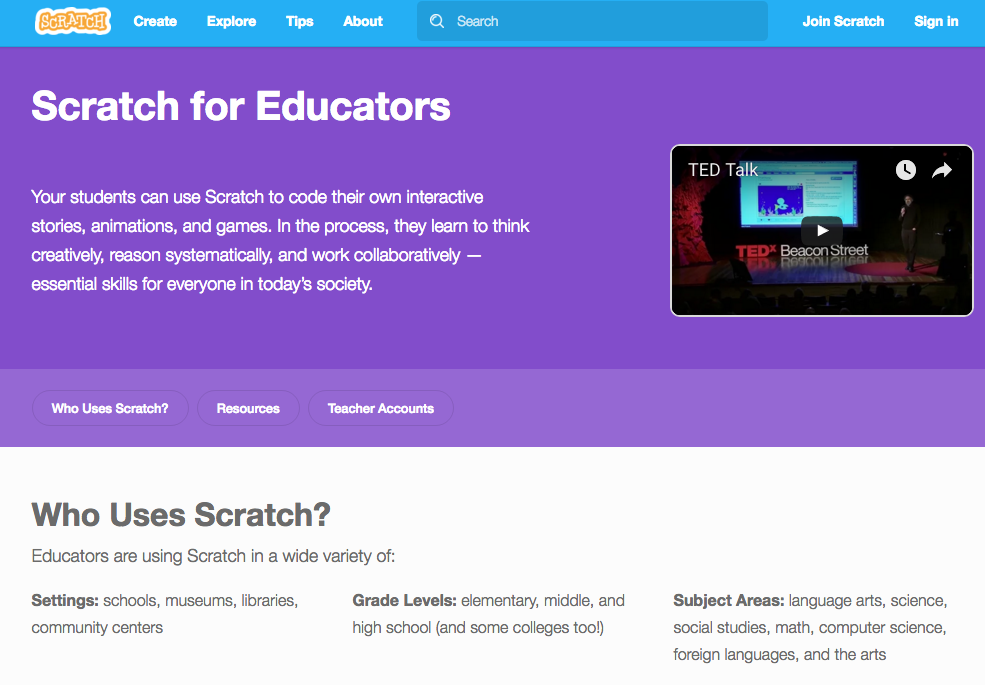 SCRATCH Create Explore Tips About Search Join Scratch Sign in
Scratch for Educators
Your students can use Scratch to code their own interactive
stories, animations, and games. In the process, they learn to think
creatively, reason systematically, and work collaboratively —
essential skills for everyone in today's society.
TED Talk
TEDx Beacon Street
Who Uses Scratch? Resources Teacher Accounts
Who Uses Scratch?
Educators are using Scratch in a wide variety of:
Settings: schools, museums, libraries,
community centers
Grade Levels: elementary, middle, and
high school (and some colleges too!)
Subject Areas: language arts, science,
social studies, math, computer science,
foreign languages, and the arts